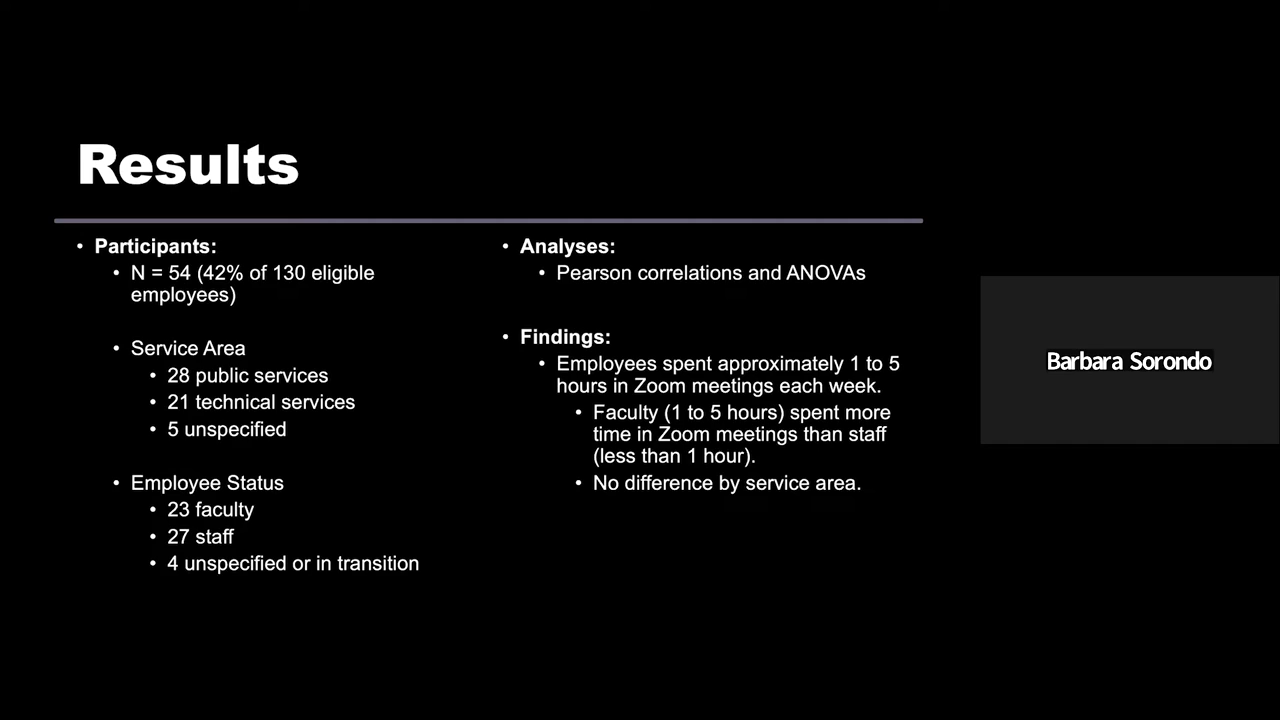 Results
• Participants:
• N = 54 (42% of 130 eligible
employees)
• Service Area
• 28 public services
• 21 technical services
• 5 unspecified
• Employee Status
• 23 faculty
• 27 staff
• 4 unspecified or in transition
• Analyses:
• Pearson correlations and ANOVAs
• Findings:
• Employees spent approximately 1 to 5
hours in Zoom meetings each week.
• Faculty (1 to 5 hours) spent more
time in Zoom meetings than staff
(less than 1 hour).
• No difference by service area.
Barbara Sorondo